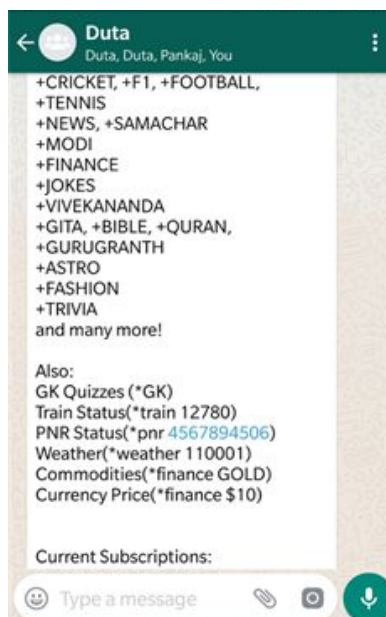 Duta
Duta, Duta, Pankaj, You
+CRICKET, +F1, +FOOTBALL,
+TENNIS
+NEWS, +SAMACHAR
+MODI
+FINANCE
+JOKES
+VIVEKANANDA
+GITA, +BIBLE, +QURAN,
+GURUGRANTH
+ASTRO
+FASHION
+TRIVIA
and many more!
Also:
GK Quizzes (*GK)
Train Status(*train 12780)
PNR Status(*pnr 4567894506)
Weather(*weather 110001)
Commodities(*finance GOLD)
Currency Price(*finance $10)
Current Subscriptions:
Type a message